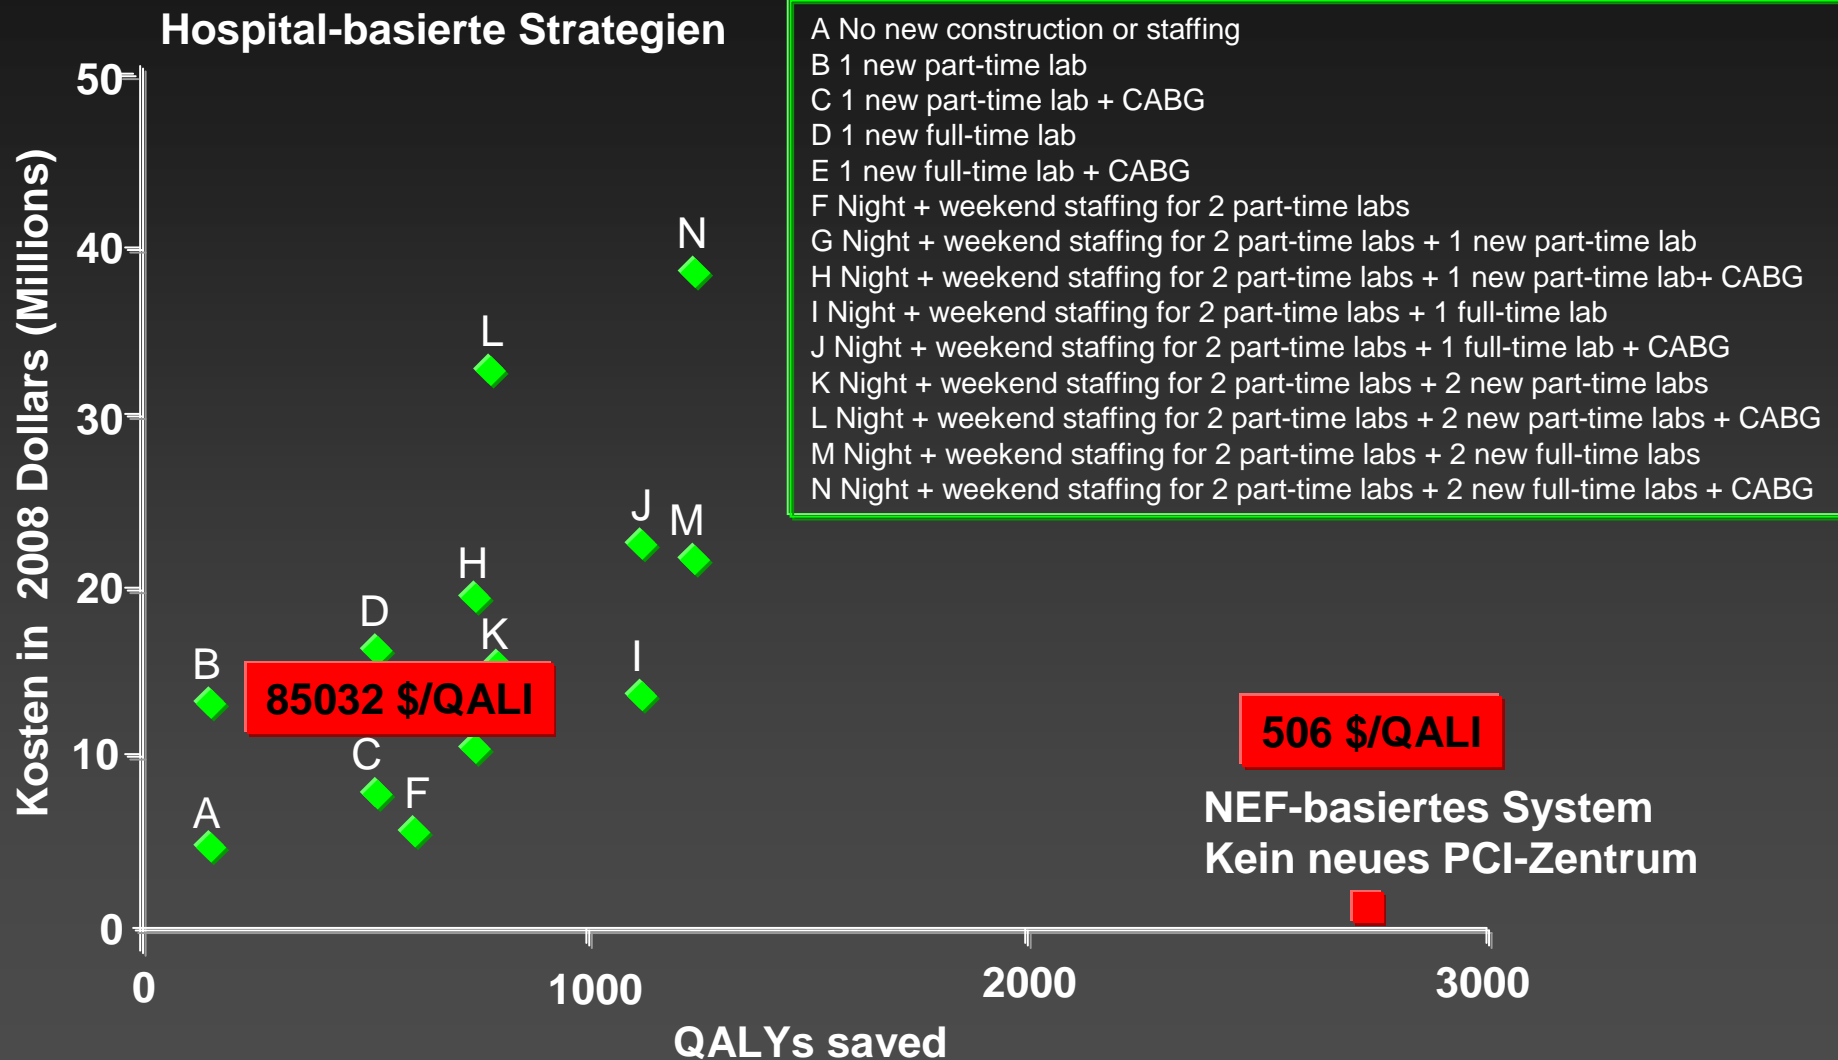 Hospital-basierte Strategien
A No new construction or staffing
B 1 new part-time lab
C 1 new part-time lab + CABG
D 1 new full-time lab
E 1 new full-time lab + CABG
F Night + weekend staffing for 2 part-time labs
G Night + weekend staffing for 2 part-time labs + 1 new part-time lab
H Night + weekend staffing for 2 part-time labs + 1 new part-time lab+ CABG
I Night + weekend staffing for 2 part-time labs + 1 full-time lab
J Night + weekend staffing for 2 part-time labs + 1 full-time lab + CABG
K Night + weekend staffing for 2 part-time labs + 2 new part-time labs
L Night + weekend staffing for 2 part-time labs + 2 new part-time labs + CABG
M Night + weekend staffing for 2 part-time labs + 2 new full-time labs
N Night + weekend staffing for 2 part-time labs + 2 new full-time labs + CABG
Kosten in 2008 Dollars (Millions)
50
40
30
20
10
0
N
L
J
M
H
D
K
B
I
C
F
A
85032 $/QALI
506 $/QALI
NEF-basiertes System
Kein neues PCI-Zentrum
0
1000
2000
3000
QALYs saved